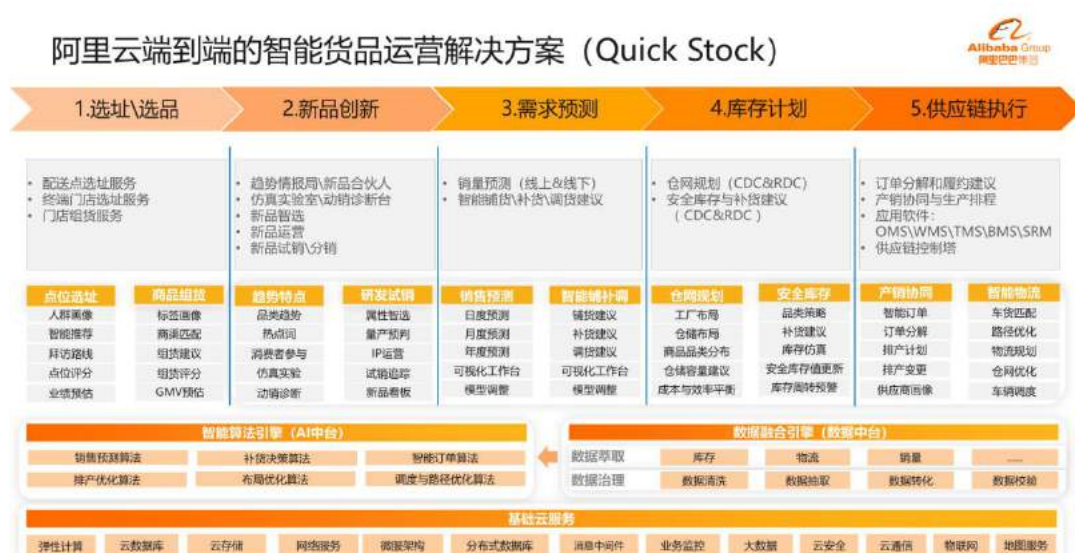 阿里云端到端的智能货品运营解决方案（Quick Stock）
Alibaba Group
阿里巴巴集团
1.选址\选品
2.新品创新
3.需求预测
4.库存计划
5.供应链执行
• 配送点选址服务
• 终端门店选址服务
• 门店组货服务
• 趋势情报局\新品合伙人
• 仿真实验室\动销诊断台
• 新品智选
• 新品运营
• 新品试销\分销
• 销量预测（线上&线下）
• 智能铺货\补货\调货建议
• 仓网规划（CDC&RDC）
• 安全库存与补货建议
（CDC&RDC）
• 订单分解和履约建议
• 产销协同与生产排程
• 应用软件：
OMS\WMS\TMS\BMS\SRM
• 供应链控制塔
点位选址
人群画像
智能推荐
拜访路线
点位评分
业绩预估
商品组货
标签画像
商渠匹配
组货建议
组货评分
GMV预估
趋势特点
品类趋势
热点词
消费者参与
仿真实验
动销诊断
研发试销
属性智选
量产预判
IP运营
试销追踪
新品看板
销售预测
日度预测
月度预测
年度预测
可视化工作台
模型调整
智能铺补调
铺货建议
补货建议
调货建议
可视化工作台
模型调整
仓网规划
工厂布局
仓储布局
商品品类分布
仓储容量建议
成本与效率平衡
安全库存
品类策略
补货建议
库存仿真
安全库存值更新
库存周转预警
产销协同
智能订单
订单分解
排产计划
排产变更
供应商画像
智能物流
车货匹配
路径优化
物流规划
仓网优化
车辆调度
智能算法引擎（AI中台）
销售预测算法
补货决策算法
智能订单算法
排产优化算法
布局优化算法
调度与路径优化算法
数据融合引擎（数据中台）
数据萃取
库存
物流
销量
......
数据治理
数据清洗
数据抽取
数据转化
数据校验
基础云服务
弹性计算
云数据库
云存储
网络服务
微服架构
分布式数据库
消息中间件
业务监控
大数据
云安全
云通信
物联网
地图服务